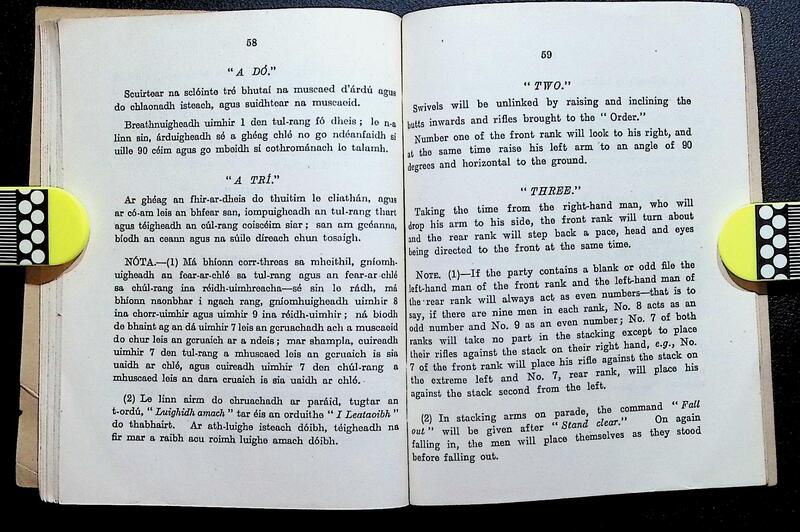 58
"A DÓ."
Scuirtear na sclóinte tré bhutaí na muscaed d'árdú agus
do chlaonadh isteach, agus suidhtear na muscaeid.
Breathnuigheadh uimhir 1 den tul-rang fó dheis; le n-a
linn sin, árduigheadh sé a ghéag chlé no go ndéanfaidh sí
uille 90 céim agus go mbeidh sí cothrománach le talamh.
"A TRÍ."
Ar ghéag an fhir-ar-dheis do thuitim le cliathán, agus
ar có-am leis an bhfear san, iompuigheadh an tul-rang thart
agus téigheadh an cúl-rang coiscéim siar; san am gcéanna,
bíodh an ceann agus na súile díreach chun tosaigh.
NÓTA.—(1) Má bhíonn corr-threas sa mheithil, gníomh-
uigheadh an fear-ar-chlé sa tul-rang agus an fear-ar-chlé
sa chúl-rang ina réidh-uimhreacha—sé sin le rádh, má
bhíonn naonbhar i ngach rang, gníomhuigheadh uimhir 8
ina chorr-uimhir agus uimhir 9 ina réidh-uimhir; ná bíodh
de bhaint ag an dá uimhir 7 leis an gcruachadh ach a muscaeid
do chur leis an gcruaich ar a ndeis; mar shampla, cuireadh
uimhir 7 den tul-rang a mhuscaed leis an gcruaich is sia
uaidh ar chlé, agus cuireadh uimhir 7 den chúl-rang a
mhuscaed leis an dara cruaich is sia uaidh ar chlé.
(2) Le linn airm do chruachadh ar paráid, tugtar an
t-ordú, "Luighidh amach" tar éis an orduithe "I Leataoibh"
do thabhairt. Ar ath-luighe isteach dóibh, téigheadh na
fir mar a raibh acu roimh luighe amach dóibh.
59
"TWO."
Swivels will be unlinked by raising and inclining the
butts inwards and rifles brought to the "Order."
Number one of the front rank will look to his right, and
at the same time raise his left arm to an angle of 90
degrees and horizontal to the ground.
"THREE."
Taking the time from the right-hand man, who will
drop his arm to his side, the front rank will turn about
and the rear rank will step back a pace, head and eyes
being directed to the front at the same time.
NOTE. (1)—If the party contains a blank or odd file the
left-hand man of the front rank and the left-hand man of
the rear rank will always act as even numbers—that is to
say, if there are nine men in each rank, No. 8 acts as an
odd number and No. 9 as an even number; No. 7 of both
ranks will take no part in the stacking except to place
their rifles against the stack on their right hand, e.g., No.
7 of the front rank will place his rifle against the stack on
the extreme left and No. 7, rear rank, will place his
against the stack second from the left.
(2) In stacking arms on parade, the command "Fall
out" will be given after "Stand clear." On again
falling in, the men will place themselves as they stood
before falling out.